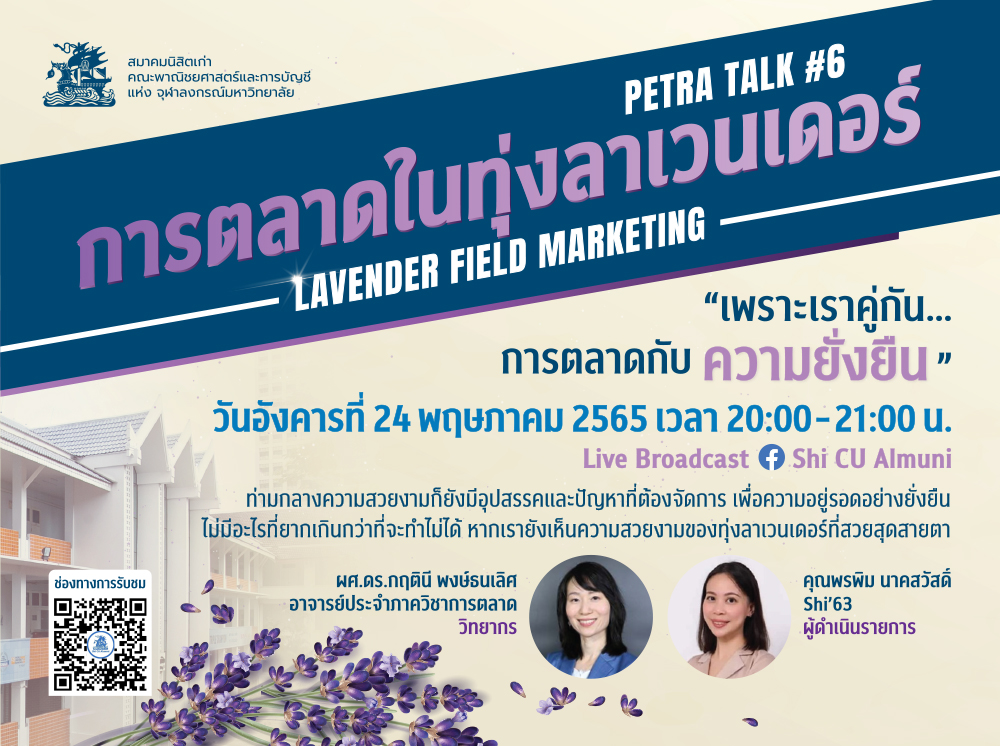 สมาคมนิสิตเก่า
คณะพาณิชยศาสตร์และการบัญชี
แห่ง จุฬาลงกรณ์มหาวิทยาลัย
PETRA TALK #6
การตลาดในทุ่งลาเวนเดอร์
LAVENDER FIELD MARKETING
“เพราะเราคู่กัน...
การตลาดกับ ความยั่งยืน”
วันอังคารที่ 24 พฤษภาคม 2565 เวลา 20:00-21:00 น.
Live Broadcast Shi CU Almuni
ท่ามกลางความสวยงามก็ยังมีอุปสรรคและปัญหาที่ต้องจัดการ เพื่อความอยู่รอดอย่างยั่งยืน
ไม่มีอะไรที่ยากเกินกว่าที่จะทำไม่ได้ หากเรายังเห็นความสวยงามของทุ่งลาเวนเดอร์ที่สวยสุดสายตา
ช่องทางการรับชม
ผศ.ดร.กฤตินี พงษ์ธนเลิศ
อาจารย์ประจำภาควิชาการตลาด
วิทยากร
คุณพรพิม นาคสวัสดิ์
Shi’63
ผู้ดำเนินรายการ